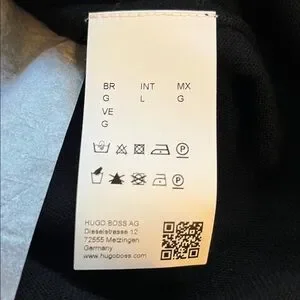 BR INT MX
G L G
VE
G
P
P
HUGO BOSS AG
Dieselstrasse 12
72555 Metzingen
Germany
www.hugoboss.com